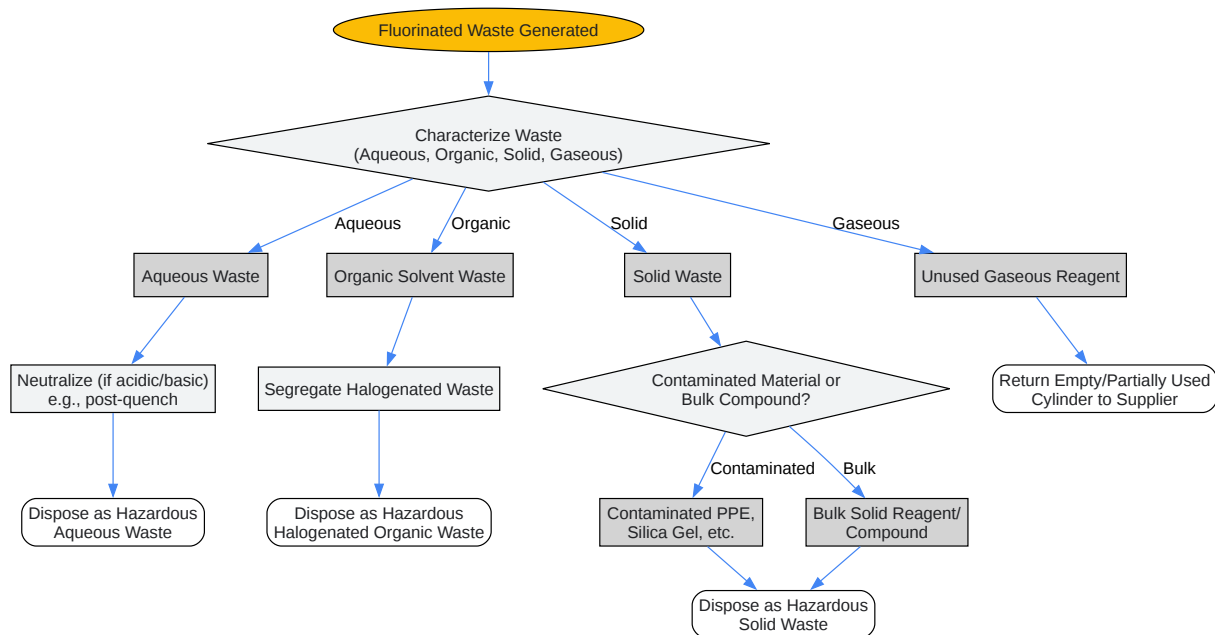 Fluorinated Waste Generated
Characterize Waste
(Aqueous, Organic, Solid, Gaseous)
Aqueous
Organic
Solid
Gaseous
Aqueous Waste
Organic Solvent Waste
Solid Waste
Unused Gaseous Reagent
Neutralize (if acidic/basic)
e.g., post-quench
Segregate Halogenated Waste
Contaminated Material or
Bulk Compound?
Return Empty/Partially Used
Cylinder to Supplier
Contaminated
Bulk
Dispose as Hazardous
Aqueous Waste
Dispose as Hazardous
Halogenated Organic Waste
Contaminated PPE,
Silica Gel, etc.
Bulk Solid Reagent/
Compound
Dispose as Hazardous
Solid Waste